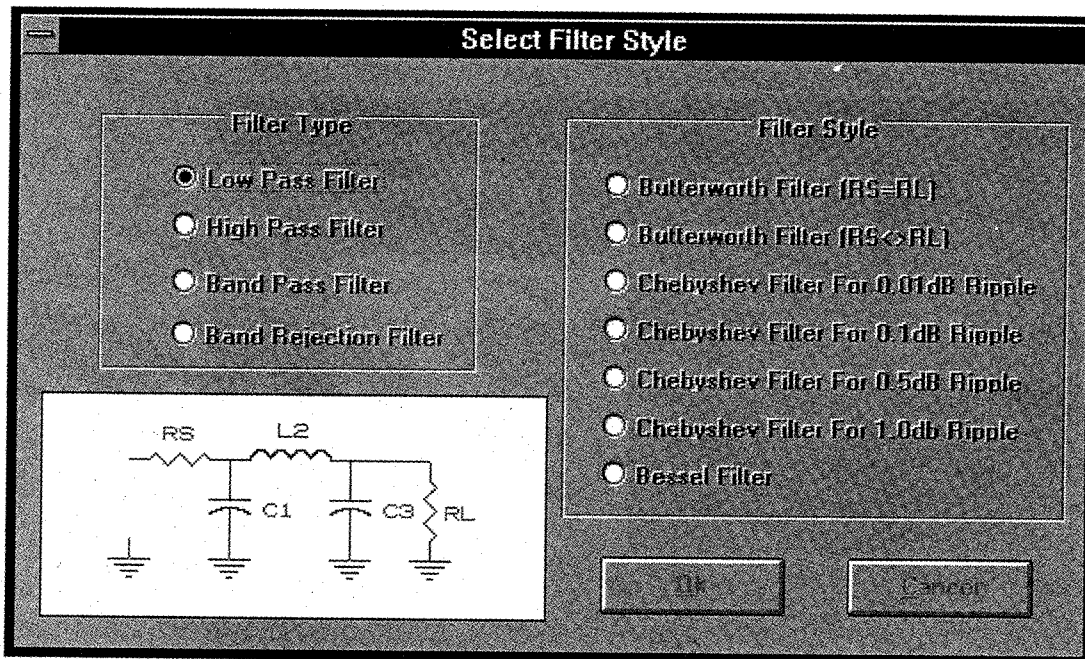 Select Filter Style
Filter Type
Low Pass Filter
High Pass Filter
Band Pass Filter
Band Rejection Filter
Filter Style
Butterworth Filter (RS=RL)
Butterworth Filter (RS<>RL)
Chebyshev Filter For 0.01dB Ripple
Chebyshev Filter For 0.1dB Ripple
Chebyshev Filter For 0.5dB Ripple
Chebyshev Filter For 1.0db Ripple
Bessel Filter
RS
L2
C1
C3
RL
Ok
Cancel